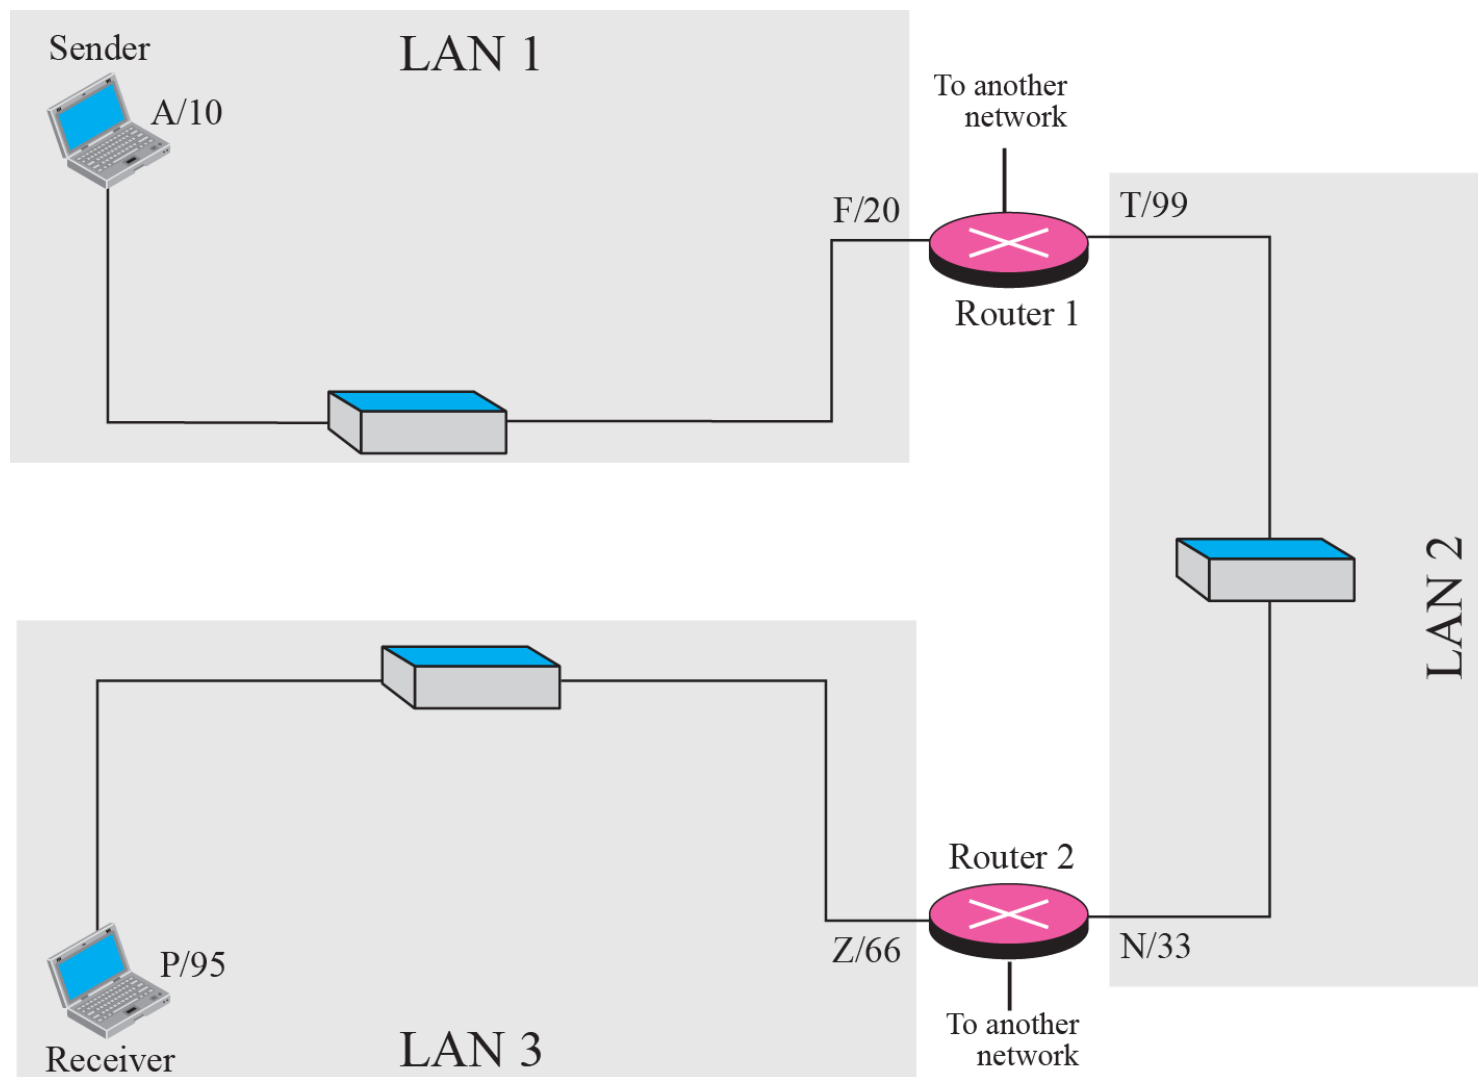 Sender
LAN 1
A/10
To another
network
F/20
T/99
Router 1
LAN 2
Router 2
Z/66
N/33
P/95
To another
network
Receiver
LAN 3